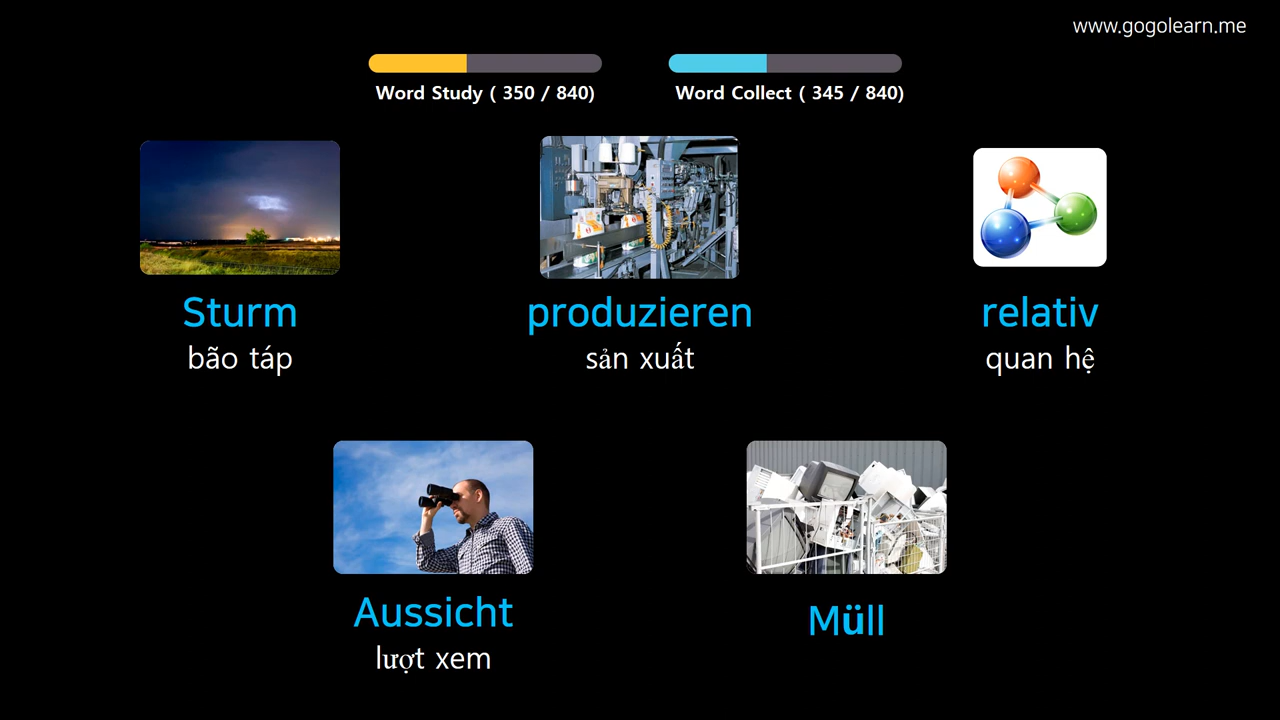 www.gogolearn.me
Word Study ( 350 / 840)
Word Collect ( 345 / 840)
Sturm
bão táp
produzieren
sản xuất
relativ
quan hệ
Aussicht
lượt xem
Müll